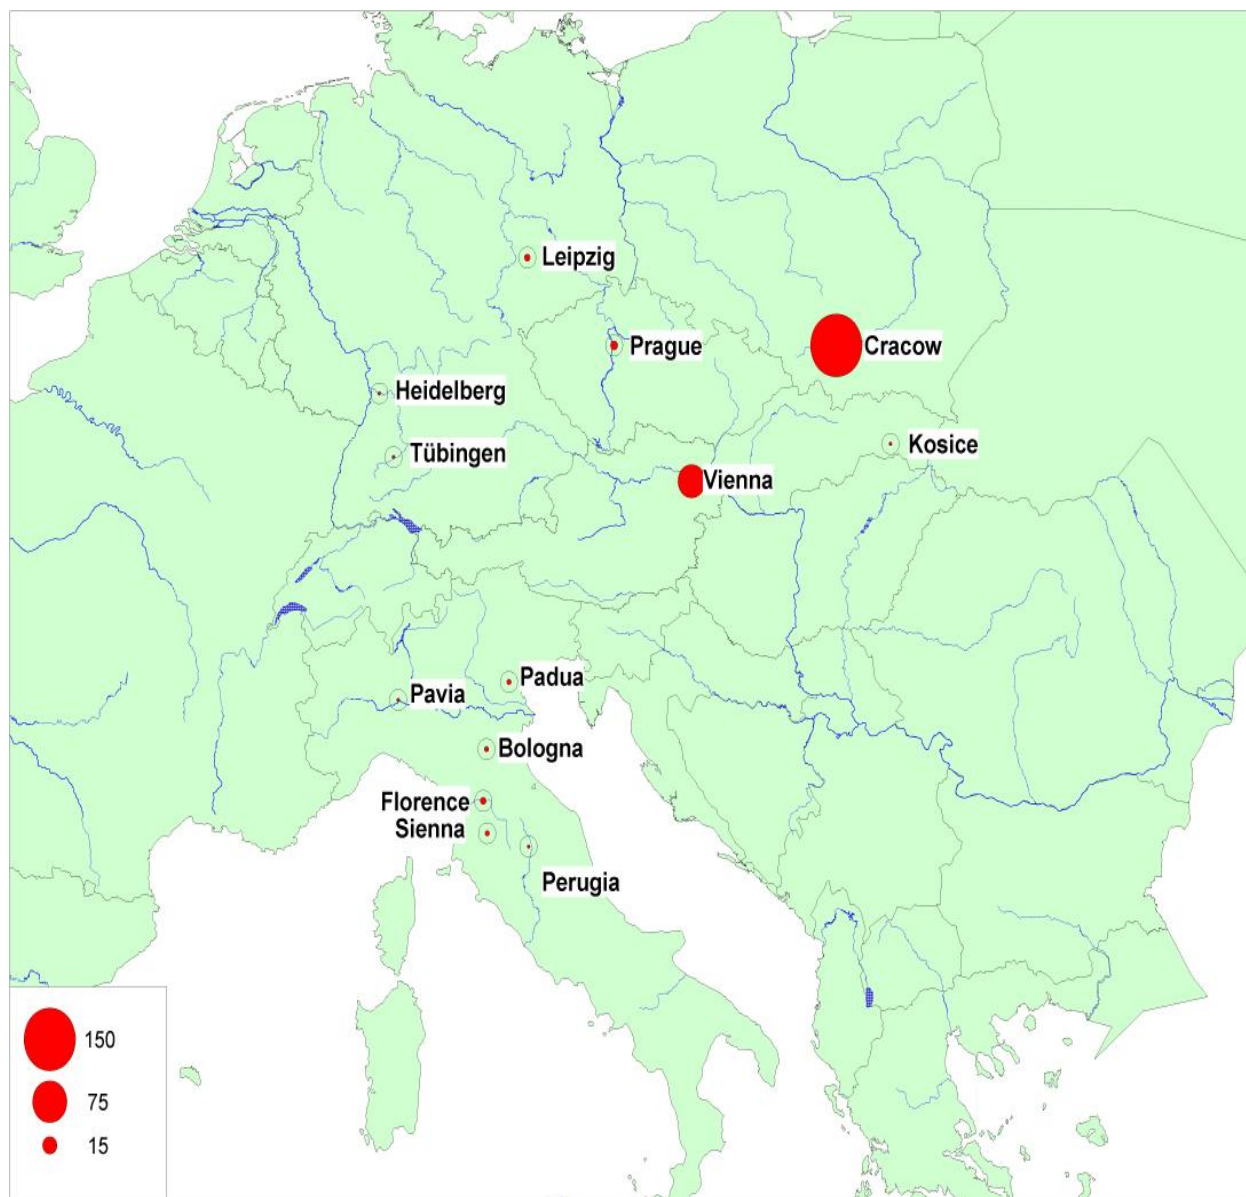 Leipzig
Prague
Cracow
Heidelberg
Tübingen
Kosice
Vienna
Padua
Pavia
Bologna
Florence
Sienna
Perugia
150
75
15